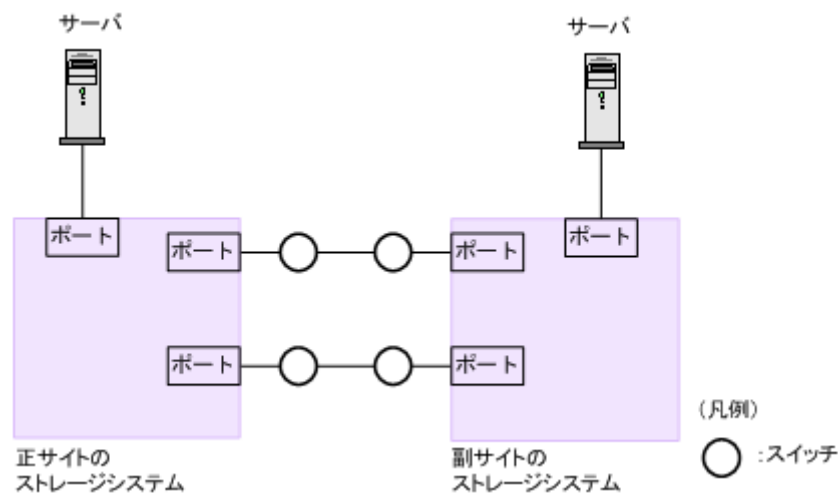 サーバ
サーバ
ポート
ポート
ポート
ポート
ポート
ポート
(凡例)
:スイッチ
正サイトの
ストレージシステム
副サイトの
ストレージシステム